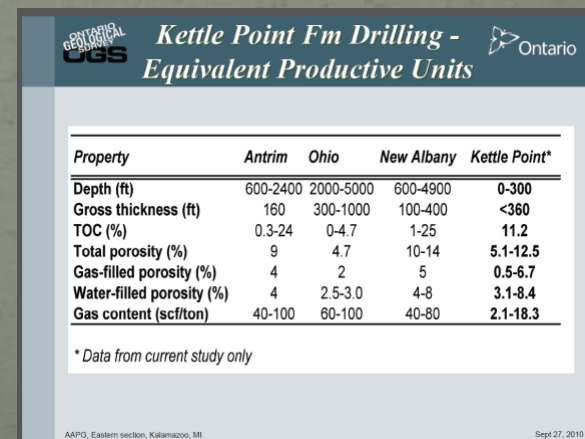 ONTARIO
GEOLOGICAL
SURVEY
OGS
Kettle Point Fm Drilling -
Equivalent Productive Units
Ontario
Property Antrim Ohio New Albany Kettle Point*
Depth (ft) 600-2400 2000-5000 600-4900 0-300
Gross thickness (ft) 160 300-1000 100-400 <360
TOC (%) 0.3-24 0-4.7 1-25 11.2
Total porosity (%) 9 4.7 10-14 5.1-12.5
Gas-filled porosity (%) 4 2 5 0.5-6.7
Water-filled porosity (%) 4 2.5-3.0 4-8 3.1-8.4
Gas content (scf/ton) 40-100 60-100 40-80 2.1-18.3
* Data from current study only
AAPG, Eastern section, Kalamazoo, MI
Sept 27, 2010